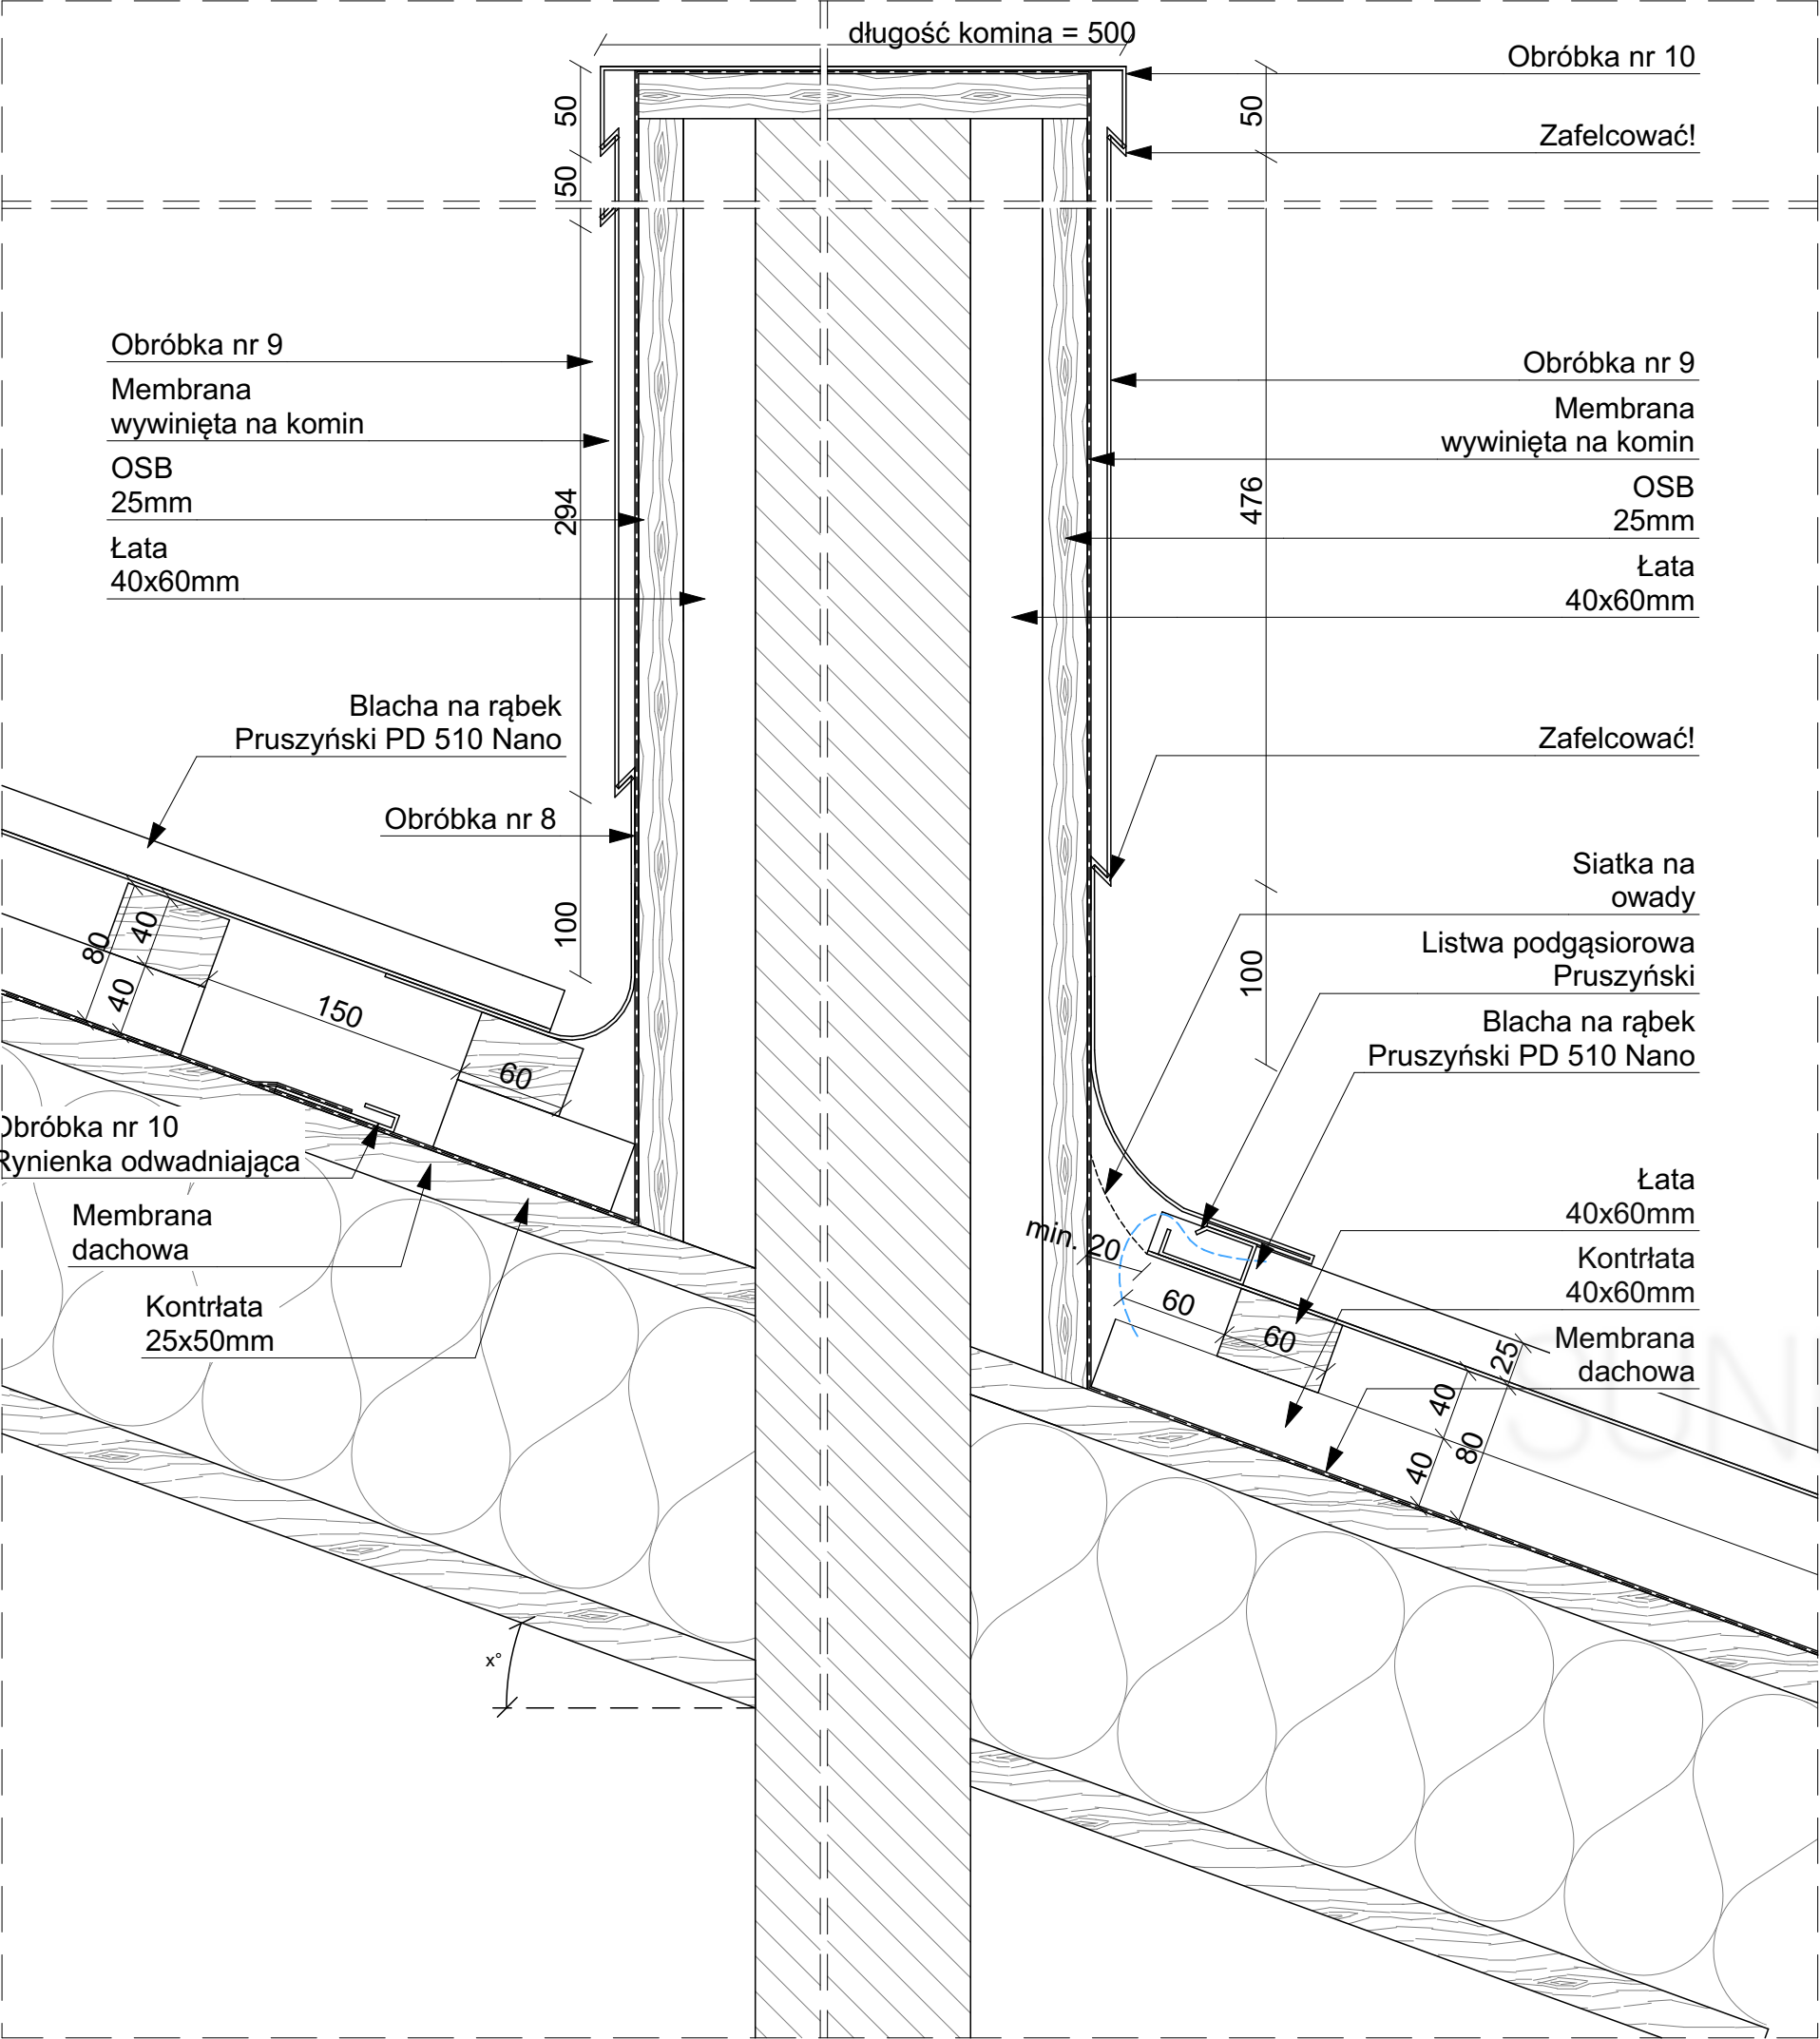 długość komina = 500
50
50
294
100
Obróbka nr 9
Membrana
wywinięta na komin
OSB
25mm
Łata
40x60mm
Blacha na rąbek
Pruszyński PD 510 Nano
Obróbka nr 8
80
40
40
150
60
Obróbka nr 10
Rynienka odwadniająca
Membrana
dachowa
Kontrłata
25x50mm
x°
Obróbka nr 10
50
Zafelcować!
Obróbka nr 9
Membrana
wywinięta na komin
476
OSB
25mm
Łata
40x60mm
Zafelcować!
Siatka na
owady
100
Listwa podgąsiorowa
Pruszyński
Blacha na rąbek
Pruszyński PD 510 Nano
Łata
40x60mm
min. 20
Kontrłata
40x60mm
60
60
Membrana
dachowa
25
40
40
80
SUN